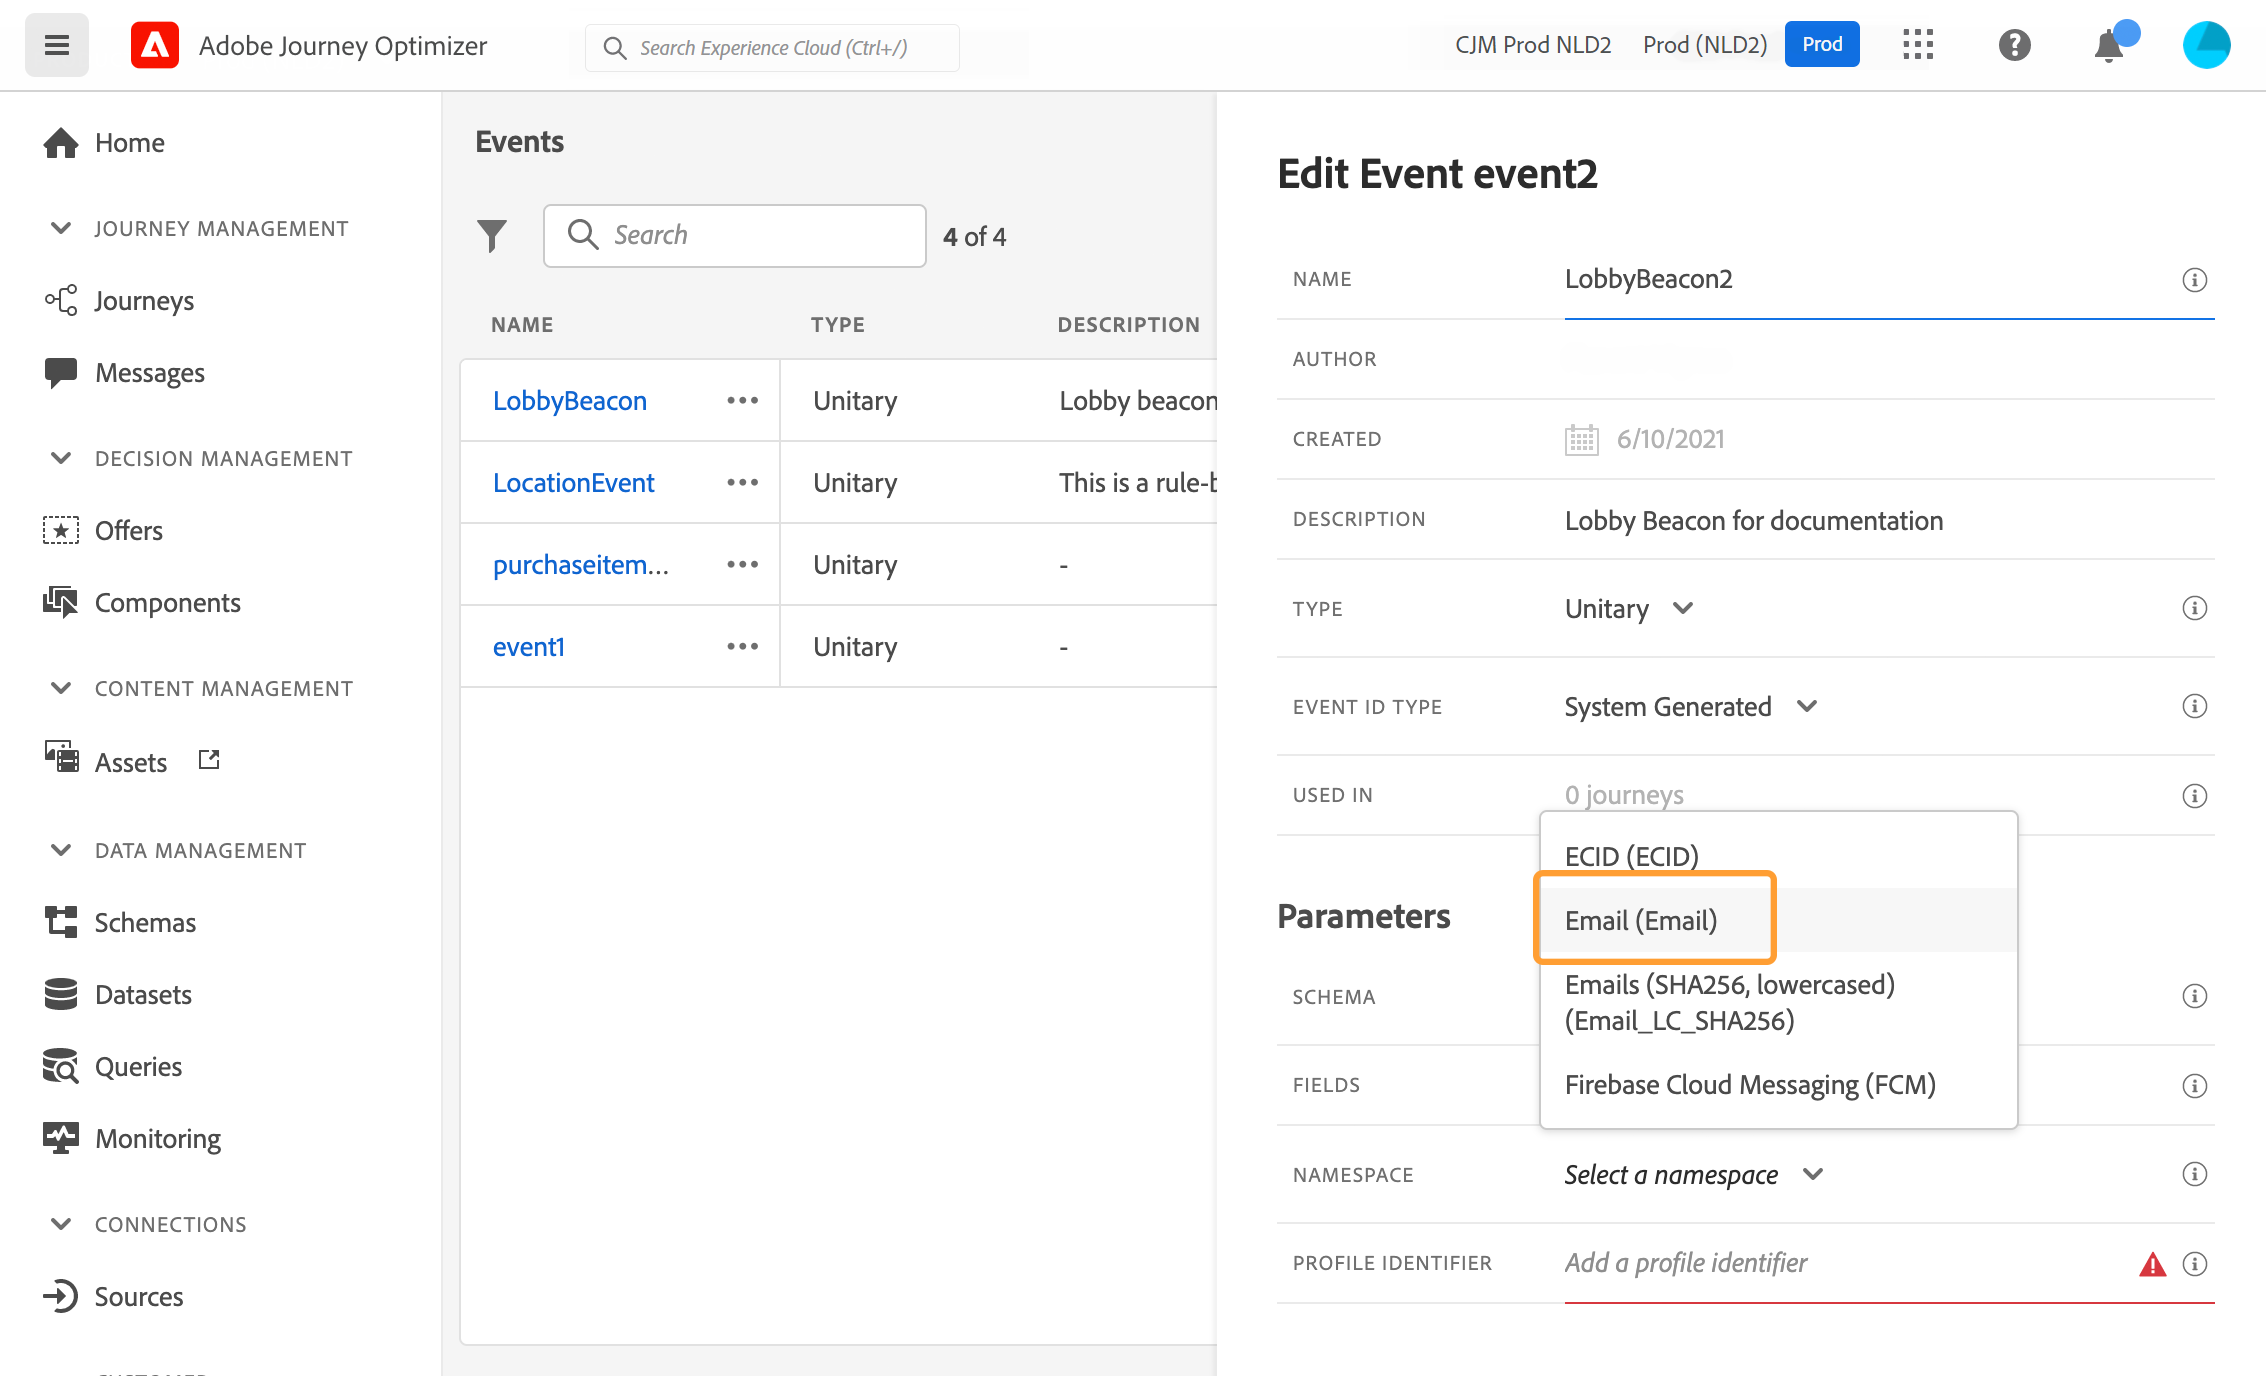 Adobe Journey Optimizer
Search Experience Cloud (Ctrl+/)
CJM Prod NLD2
Prod (NLD2)
Prod
Home
JOURNEY MANAGEMENT
Journeys
Messages
DECISION MANAGEMENT
Offers
Components
CONTENT MANAGEMENT
Assets
DATA MANAGEMENT
Schemas
Datasets
Queries
Monitoring
CONNECTIONS
Sources
Events
Search
4 of 4
NAME TYPE DESCRIPTION
LobbyBeacon ••• Unitary Lobby beacon
LocationEvent ••• Unitary This is a rule-b
purchaseitem... ••• Unitary -
event1 ••• Unitary -
Edit Event event2
NAME LobbyBeacon2
AUTHOR
CREATED 6/10/2021
DESCRIPTION Lobby Beacon for documentation
TYPE Unitary
EVENT ID TYPE System Generated
USED IN 0 journeys
ECID (ECID)
Email (Email)
Emails (SHA256, lowercased)
(Email_LC_SHA256)
Firebase Cloud Messaging (FCM)
Parameters
SCHEMA
FIELDS
NAMESPACE Select a namespace
PROFILE IDENTIFIER Add a profile identifier